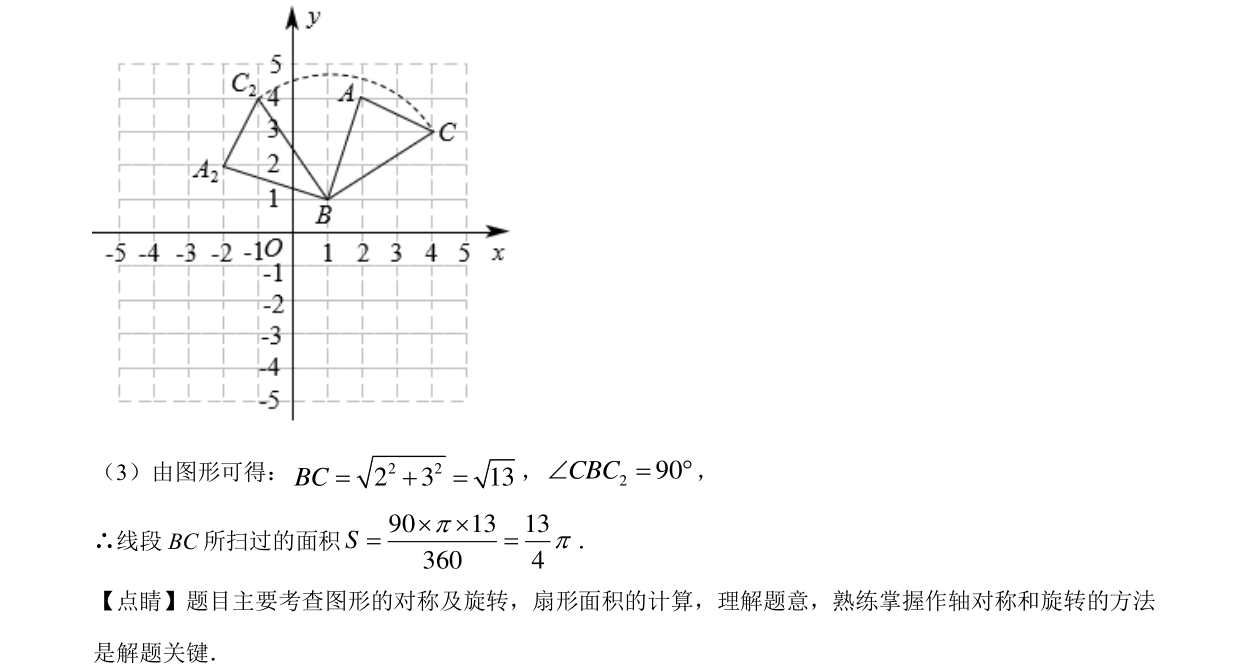 y
5
C₂
4
A
3
C
A₂
2
1
B
-5 -4 -3 -2 -1 O 1 2 3 4 5 x
-1
-2
-3
-4
-5
（3）由图形可得：BC = √(2² + 3²) = √13，∠CBC₂ = 90°，
∴线段 BC 所扫过的面积 S = (90×π×13)/360 = 13/4 π．
【点睛】题目主要考查图形的对称及旋转，扇形面积的计算，理解题意，熟练掌握作轴对称和旋转的方法
是解题关键．